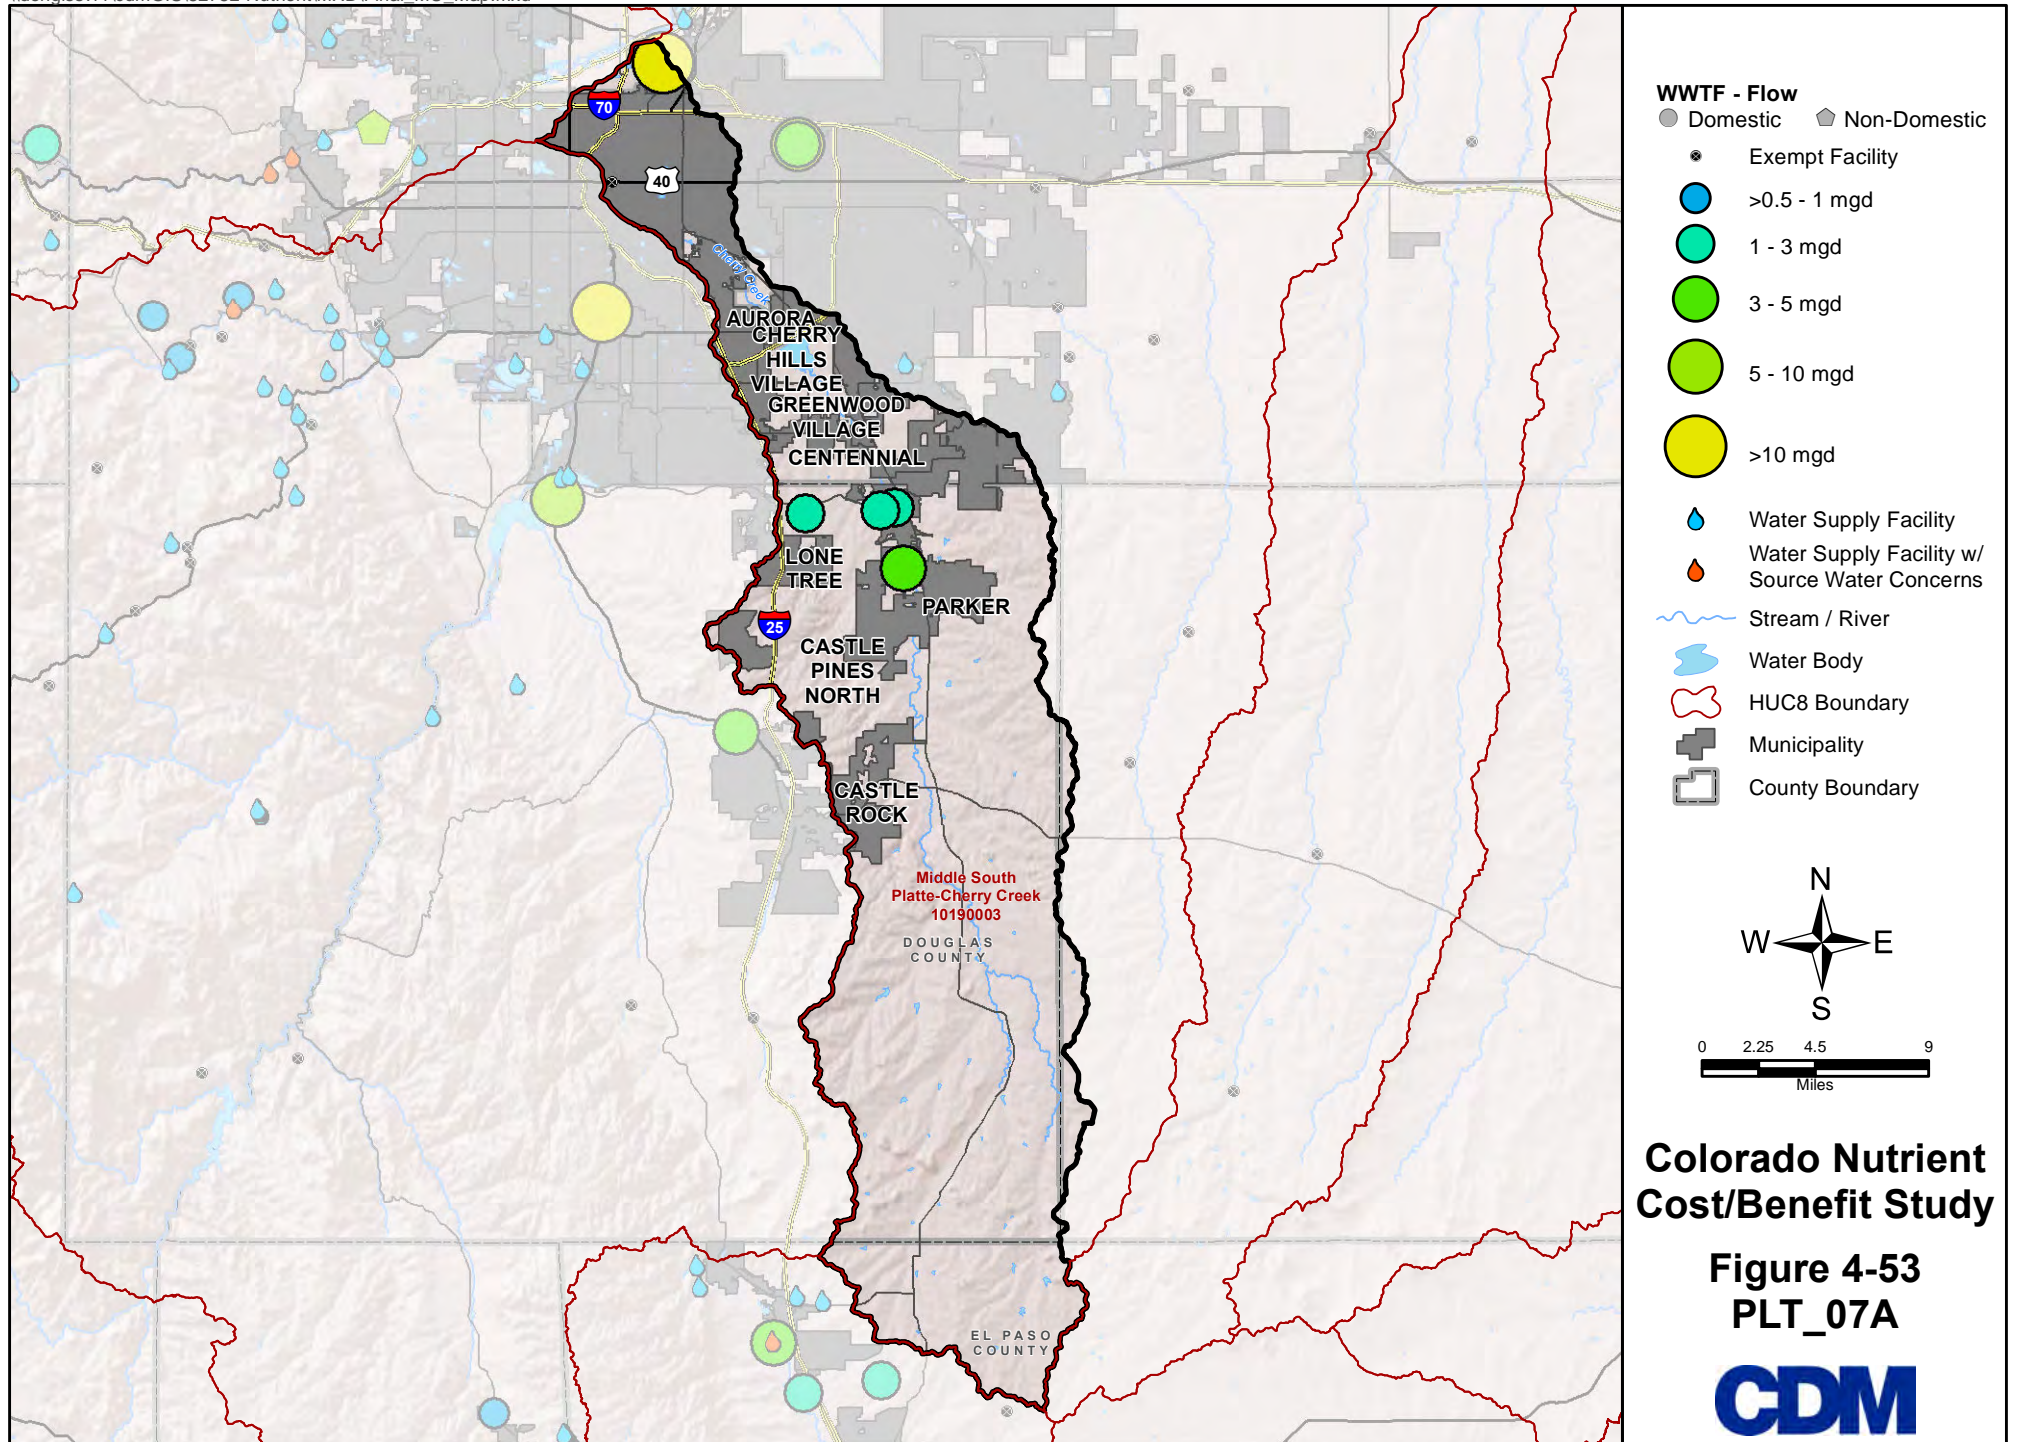 70
40
Cherry Creek
AURORA
CHERRY
HILLS
VILLAGE
GREENWOOD
VILLAGE
CENTENNIAL
LONE
TREE
PARKER
25
CASTLE
PINES
NORTH
CASTLE
ROCK
Middle South
Platte-Cherry Creek
10190003
DOUGLAS
COUNTY
EL PASO
COUNTY
WWTF - Flow
Domestic
Non-Domestic
Exempt Facility
>0.5 - 1 mgd
1 - 3 mgd
3 - 5 mgd
5 - 10 mgd
>10 mgd
Water Supply Facility
Water Supply Facility w/
Source Water Concerns
Stream / River
Water Body
HUC8 Boundary
Municipality
County Boundary
N
W E
S
0 2.25 4.5 9
Miles
Colorado Nutrient
Cost/Benefit Study
Figure 4-53
PLT_07A
CDM